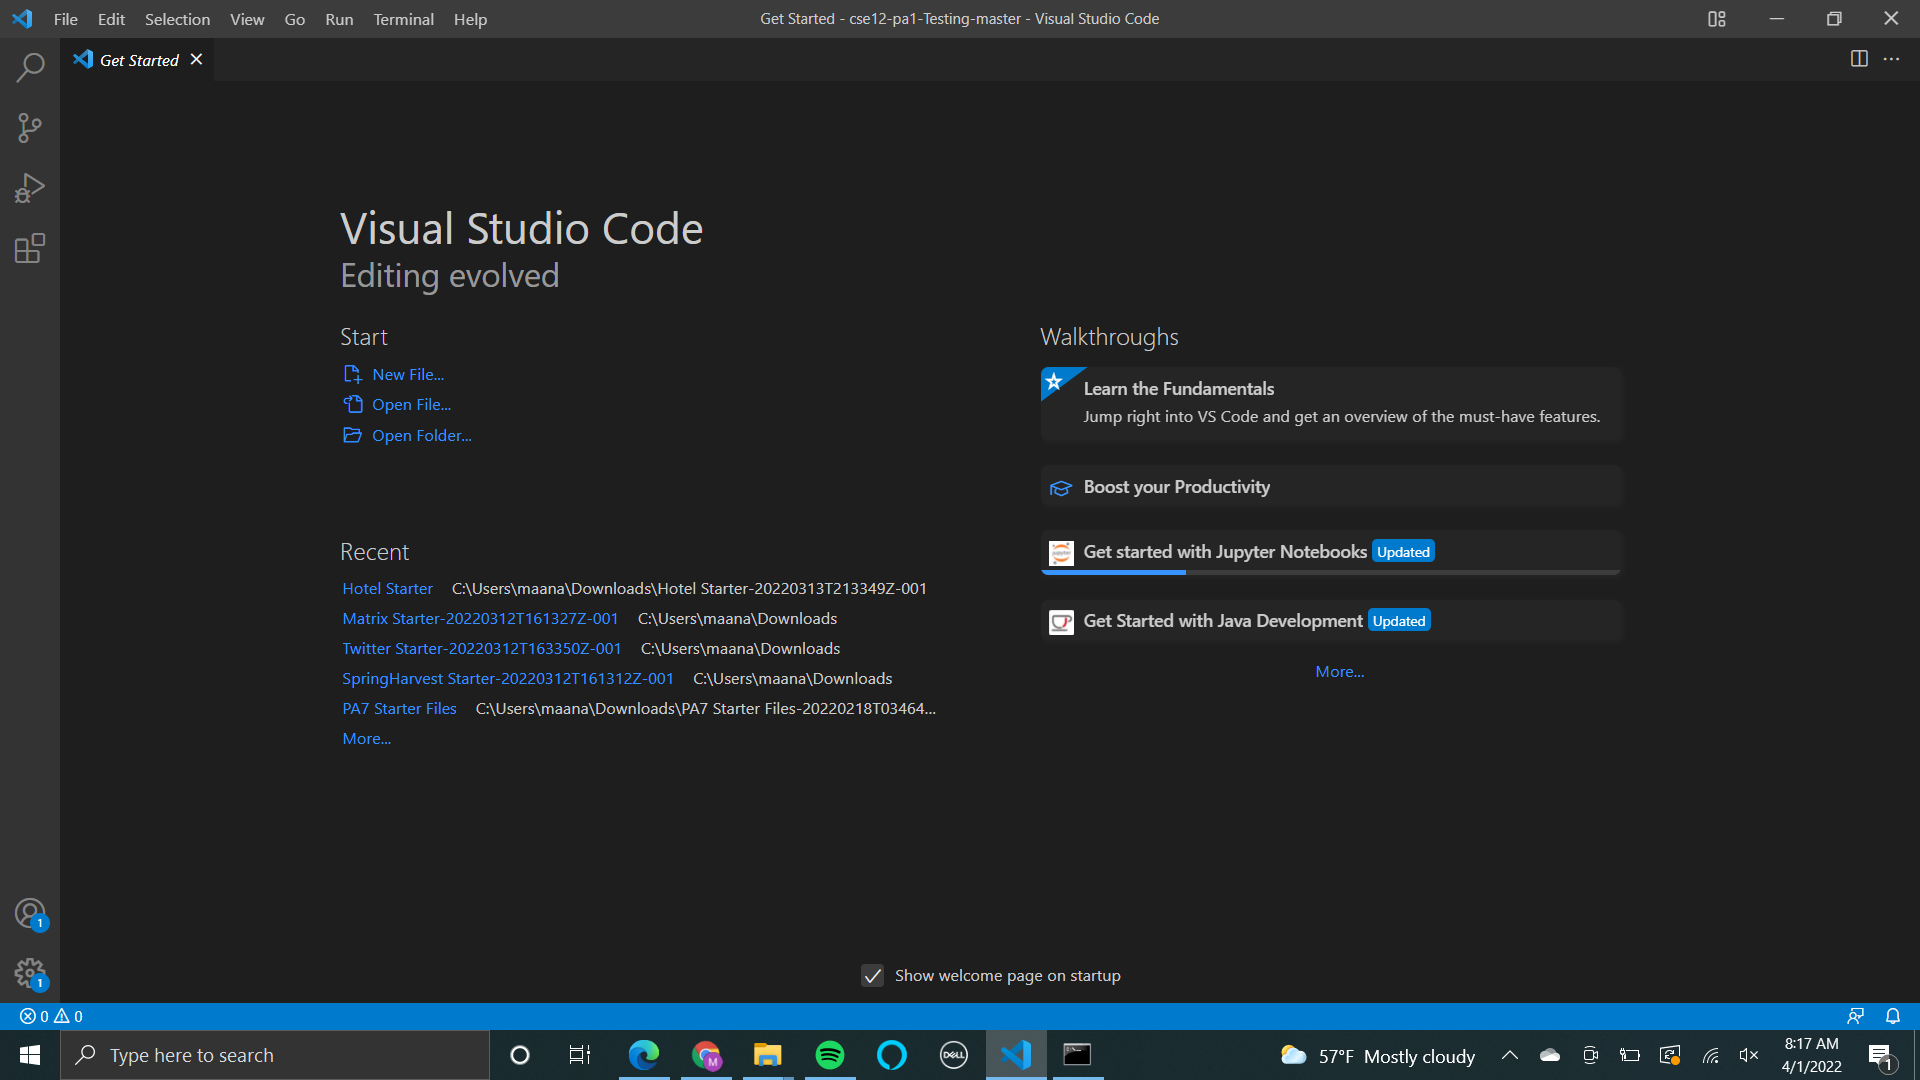 File Edit Selection View Go Run Terminal Help
Get Started - cse12-pa1-Testing-master - Visual Studio Code
Get Started
Visual Studio Code
Editing evolved
Start
New File...
Open File...
Open Folder...
Recent
Hotel Starter C:\Users\maana\Downloads\Hotel Starter-20220313T213349Z-001
Matrix Starter-20220312T161327Z-001 C:\Users\maana\Downloads
Twitter Starter-20220312T163350Z-001 C:\Users\maana\Downloads
SpringHarvest Starter-20220312T161312Z-001 C:\Users\maana\Downloads
PA7 Starter Files C:\Users\maana\Downloads\PA7 Starter Files-20220218T03464...
More...
Walkthroughs
Learn the Fundamentals
Jump right into VS Code and get an overview of the must-have features.
Boost your Productivity
Get started with Jupyter Notebooks Updated
Get Started with Java Development Updated
More...
1
1
Show welcome page on startup
0 0
Type here to search
M
DELL
57°F Mostly cloudy
8:17 AM
4/1/2022
1